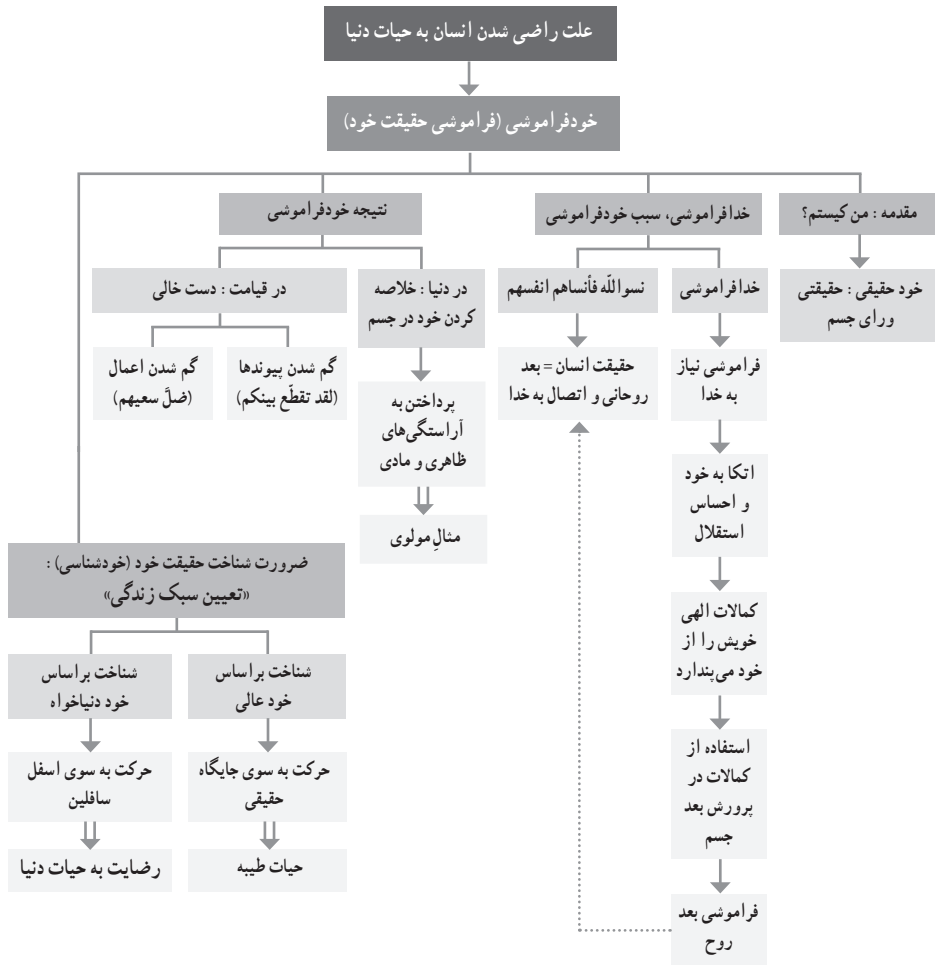 علت راضی شدن انسان به حیات دنیا
خودفراموشی (فراموشی حقیقت خود)
مقدمه : من کیستم؟
خود حقیقی : حقیقتی
ورای جسم
خدافراموشی، سبب خودفراموشی
خدافراموشی
فراموشی نیاز
به خدا
اتکا به خود
و احساس
استقلال
کمالات الهی
خویش را از
خود می‌پندارد
استفاده از
کمالات در
پرورش بعد
جسم
فراموشی بعد
روح
نسواللّه فأنساهم انفسهم
حقیقت انسان = بعد
روحانی و اتصال به خدا
نتیجه خودفراموشی
در دنیا : خلاصه
کردن خود در جسم
پرداختن به
آراستگی‌های
ظاهری و مادی
مثالِ مولوی
در قیامت : دست خالی
گم شدن پیوندها
(لقد تقطّع بینکم)
گم شدن اعمال
(ضلَّ سعیهم)
ضرورت شناخت حقیقت خود (خودشناسی) :
«تعیین سبک زندگی»
شناخت براساس
خود عالی
حرکت به سوی جایگاه
حقیقی
حیات طیبه
شناخت براساس
خود دنیاخواه
حرکت به سوی اسفل
سافلین
رضایت به حیات دنیا